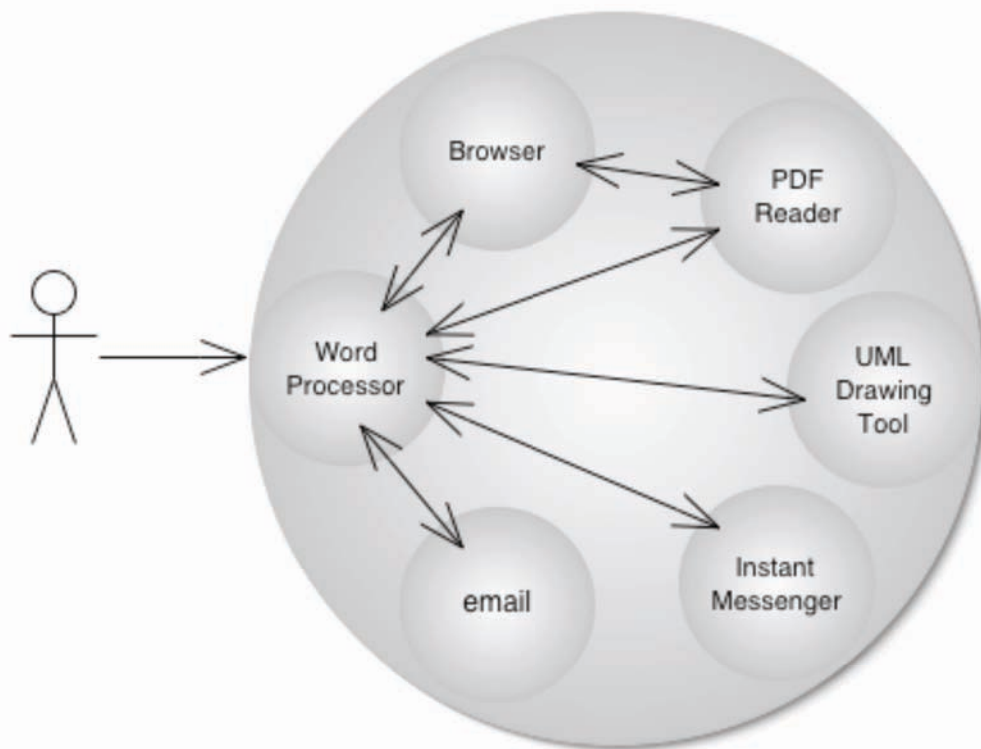 Browser
PDF
Reader
Word
Processor
UML
Drawing
Tool
email
Instant
Messenger